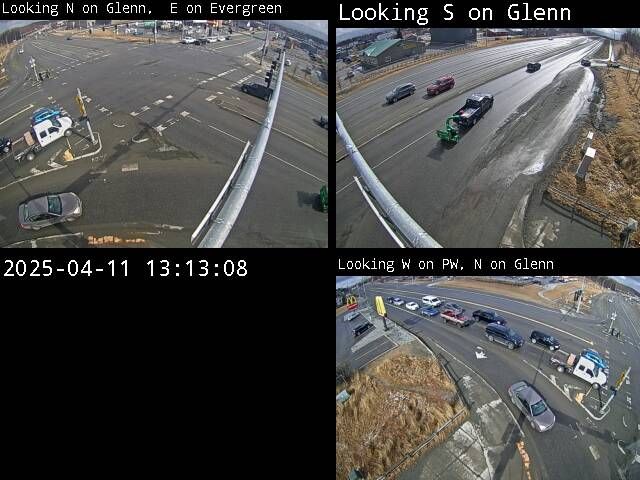 Looking N on Glenn,  E on Evergreen
Looking S on Glenn
2025-04-11 13:13:08
Looking W on PW, N on Glenn